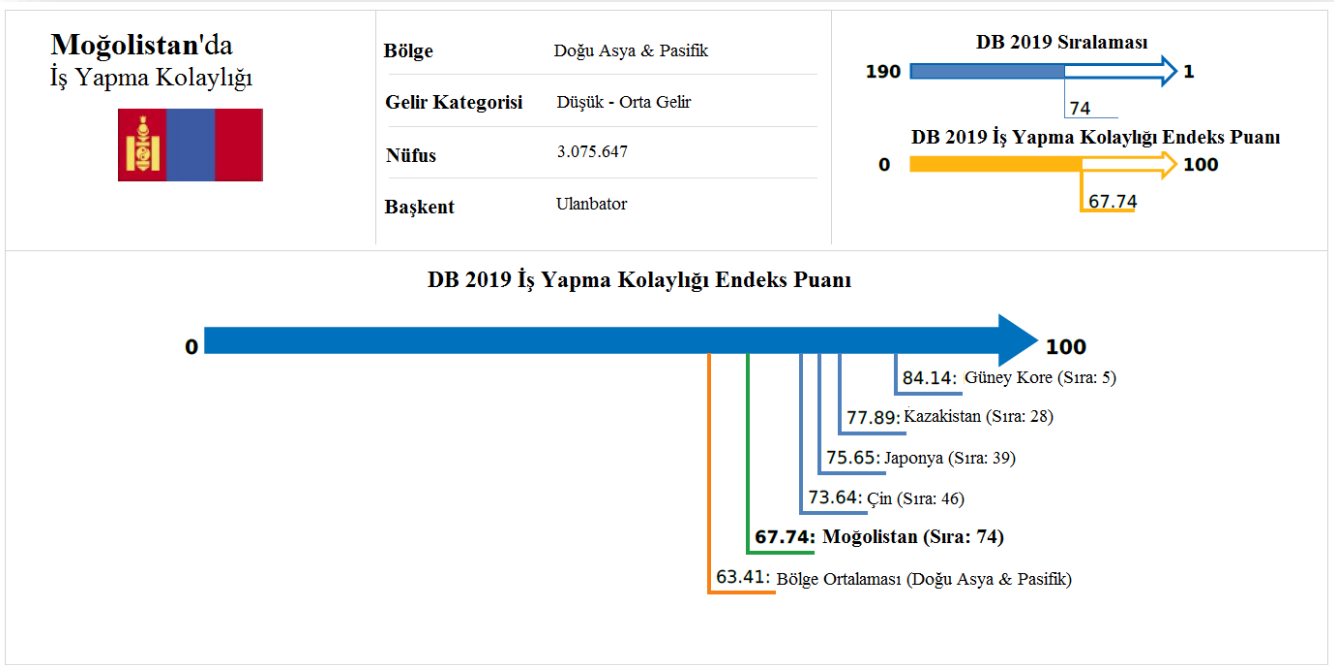 Moğolistan'da
İş Yapma Kolaylığı
Bölge Doğu Asya & Pasifik
Gelir Kategorisi Düşük - Orta Gelir
Nüfus 3.075.647
Başkent Ulanbator
DB 2019 Sıralaması
190 1
74
DB 2019 İş Yapma Kolaylığı Endeks Puanı
0 100
67.74
DB 2019 İş Yapma Kolaylığı Endeks Puanı
0 100
84.14: Güney Kore (Sıra: 5)
77.89: Kazakistan (Sıra: 28)
75.65: Japonya (Sıra: 39)
73.64: Çin (Sıra: 46)
67.74: Moğolistan (Sıra: 74)
63.41: Bölge Ortalaması (Doğu Asya & Pasifik)